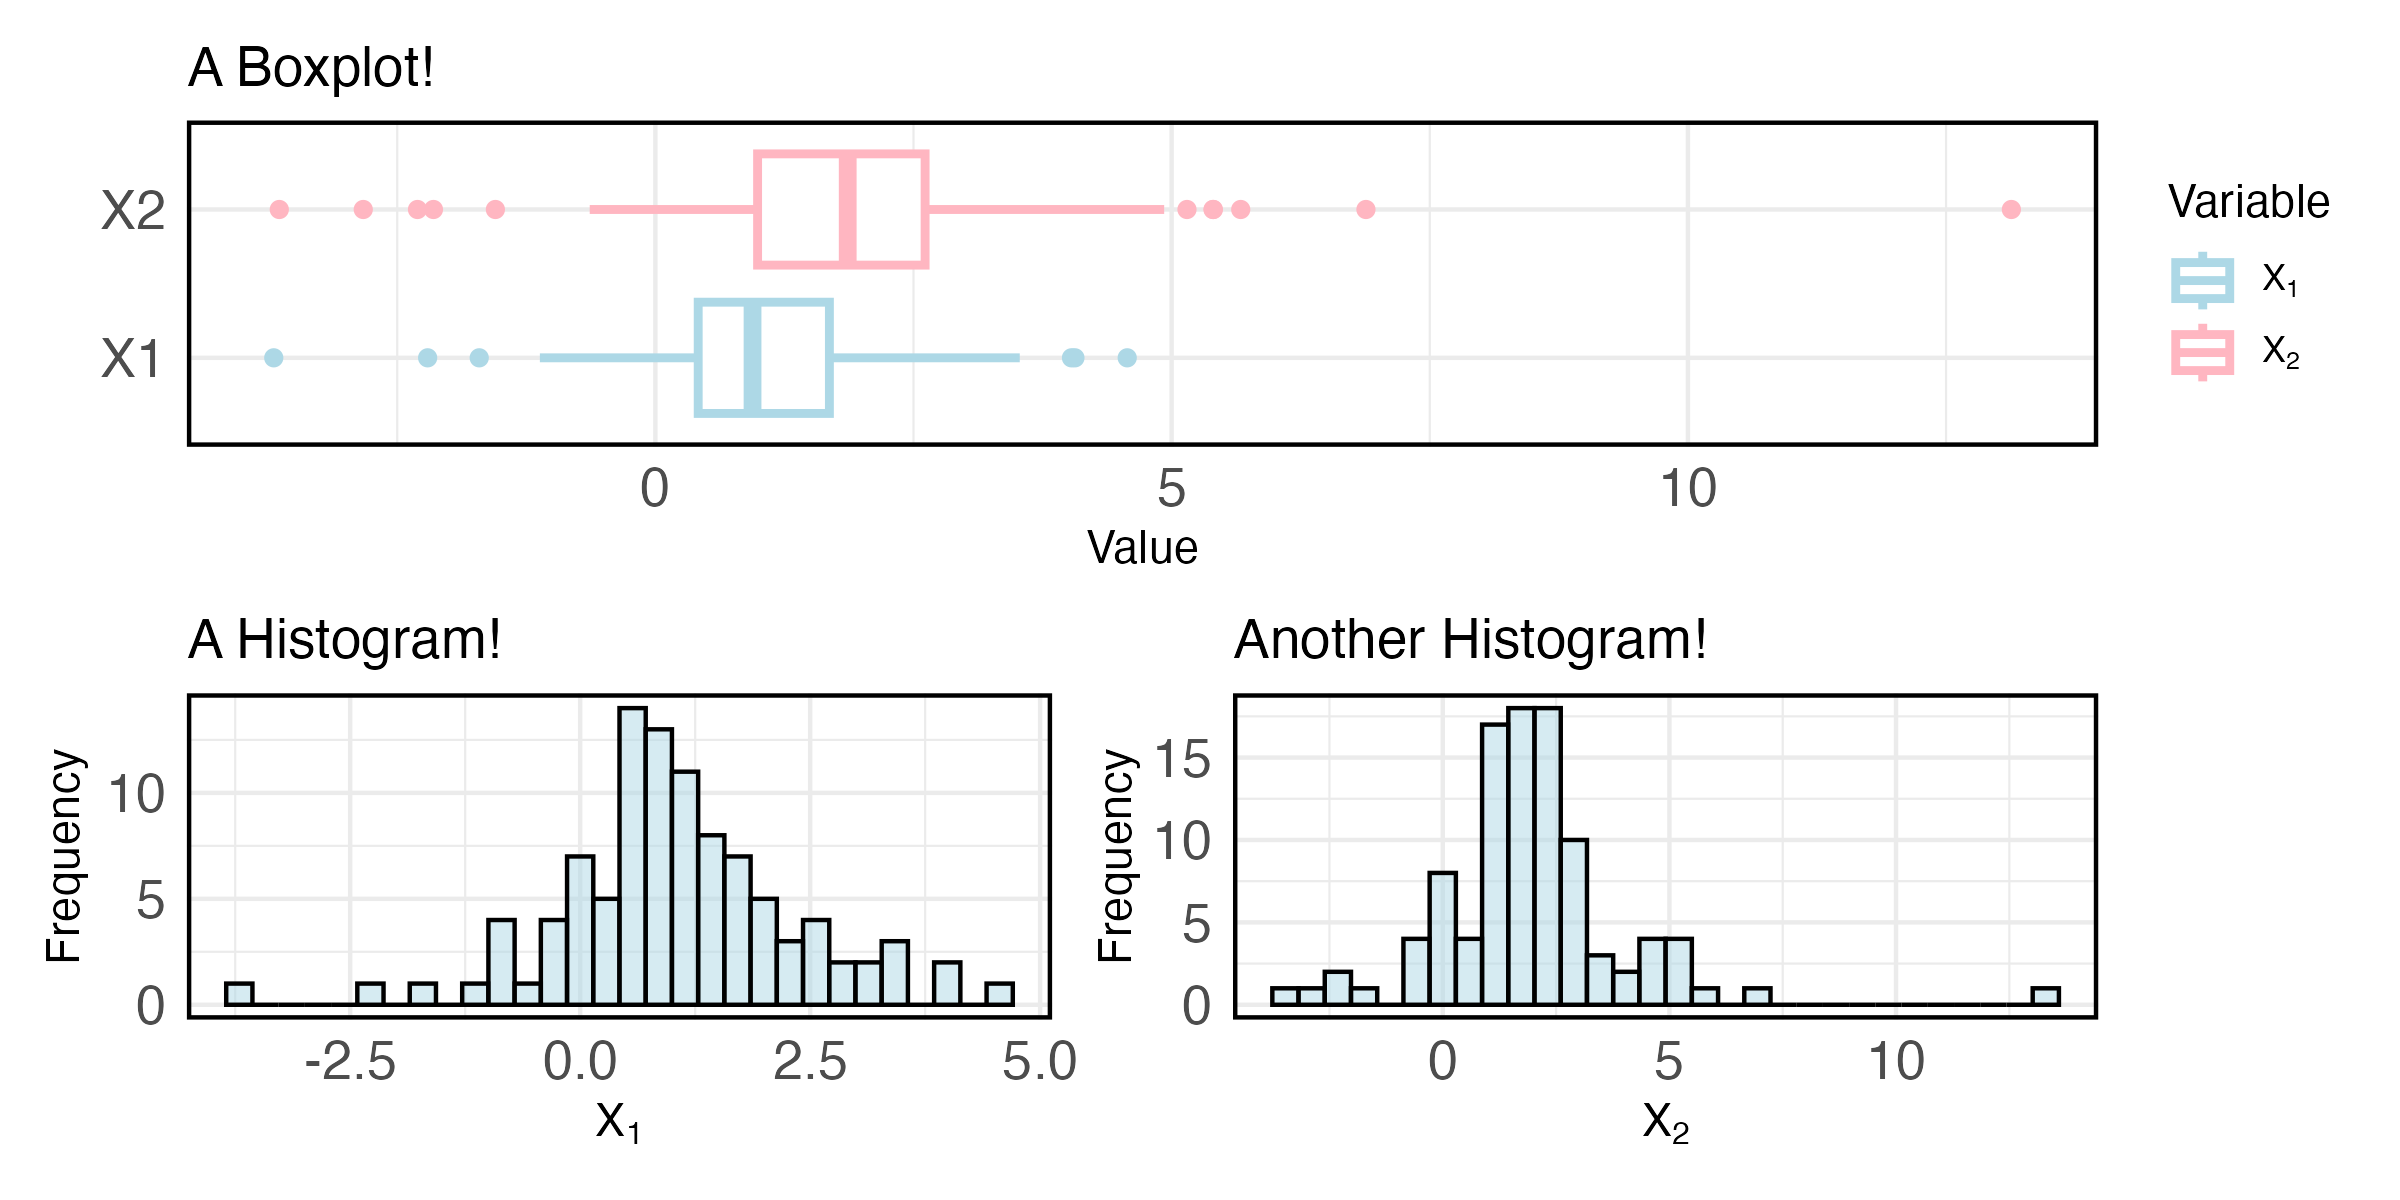 A Boxplot!
X2
X1
0 5 10
Value
Variable
X₁
X₂
A Histogram!
Frequency
10
5
0
-2.5 0.0 2.5 5.0
X₁
Another Histogram!
Frequency
15
10
5
0
0 5 10
X₂